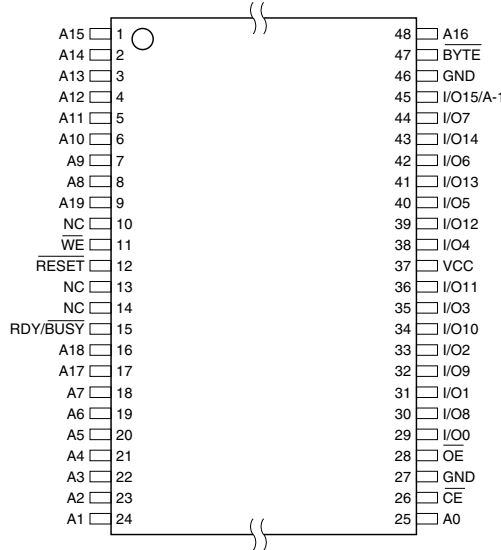 A15 1 48 A16
A14 2 47 BYTE
A13 3 46 GND
A12 4 45 I/O15/A-1
A11 5 44 I/O7
A10 6 43 I/O14
A9 7 42 I/O6
A8 8 41 I/O13
A19 9 40 I/O5
NC 10 39 I/O12
WE 11 38 I/O4
RESET 12 37 VCC
NC 13 36 I/O11
NC 14 35 I/O3
RDY/BUSY 15 34 I/O10
A18 16 33 I/O2
A17 17 32 I/O9
A7 18 31 I/O1
A6 19 30 I/O8
A5 20 29 I/O0
A4 21 28 OE
A3 22 27 GND
A2 23 26 CE
A1 24 25 A0